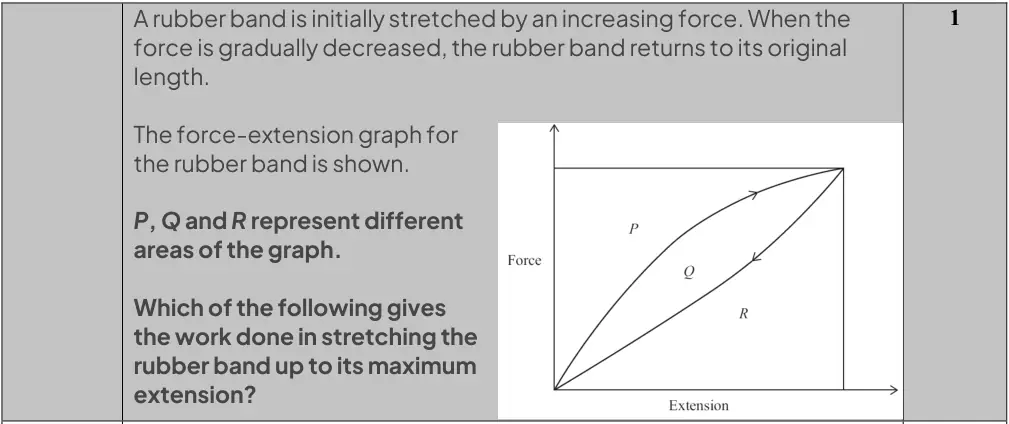 A rubber band is initially stretched by an increasing force. When the
force is gradually decreased, the rubber band returns to its original
length.
1
The force-extension graph for
the rubber band is shown.
P, Q and R represent different
areas of the graph.
Which of the following gives
the work done in stretching the
rubber band up to its maximum
extension?
Force
P
Q
R
Extension